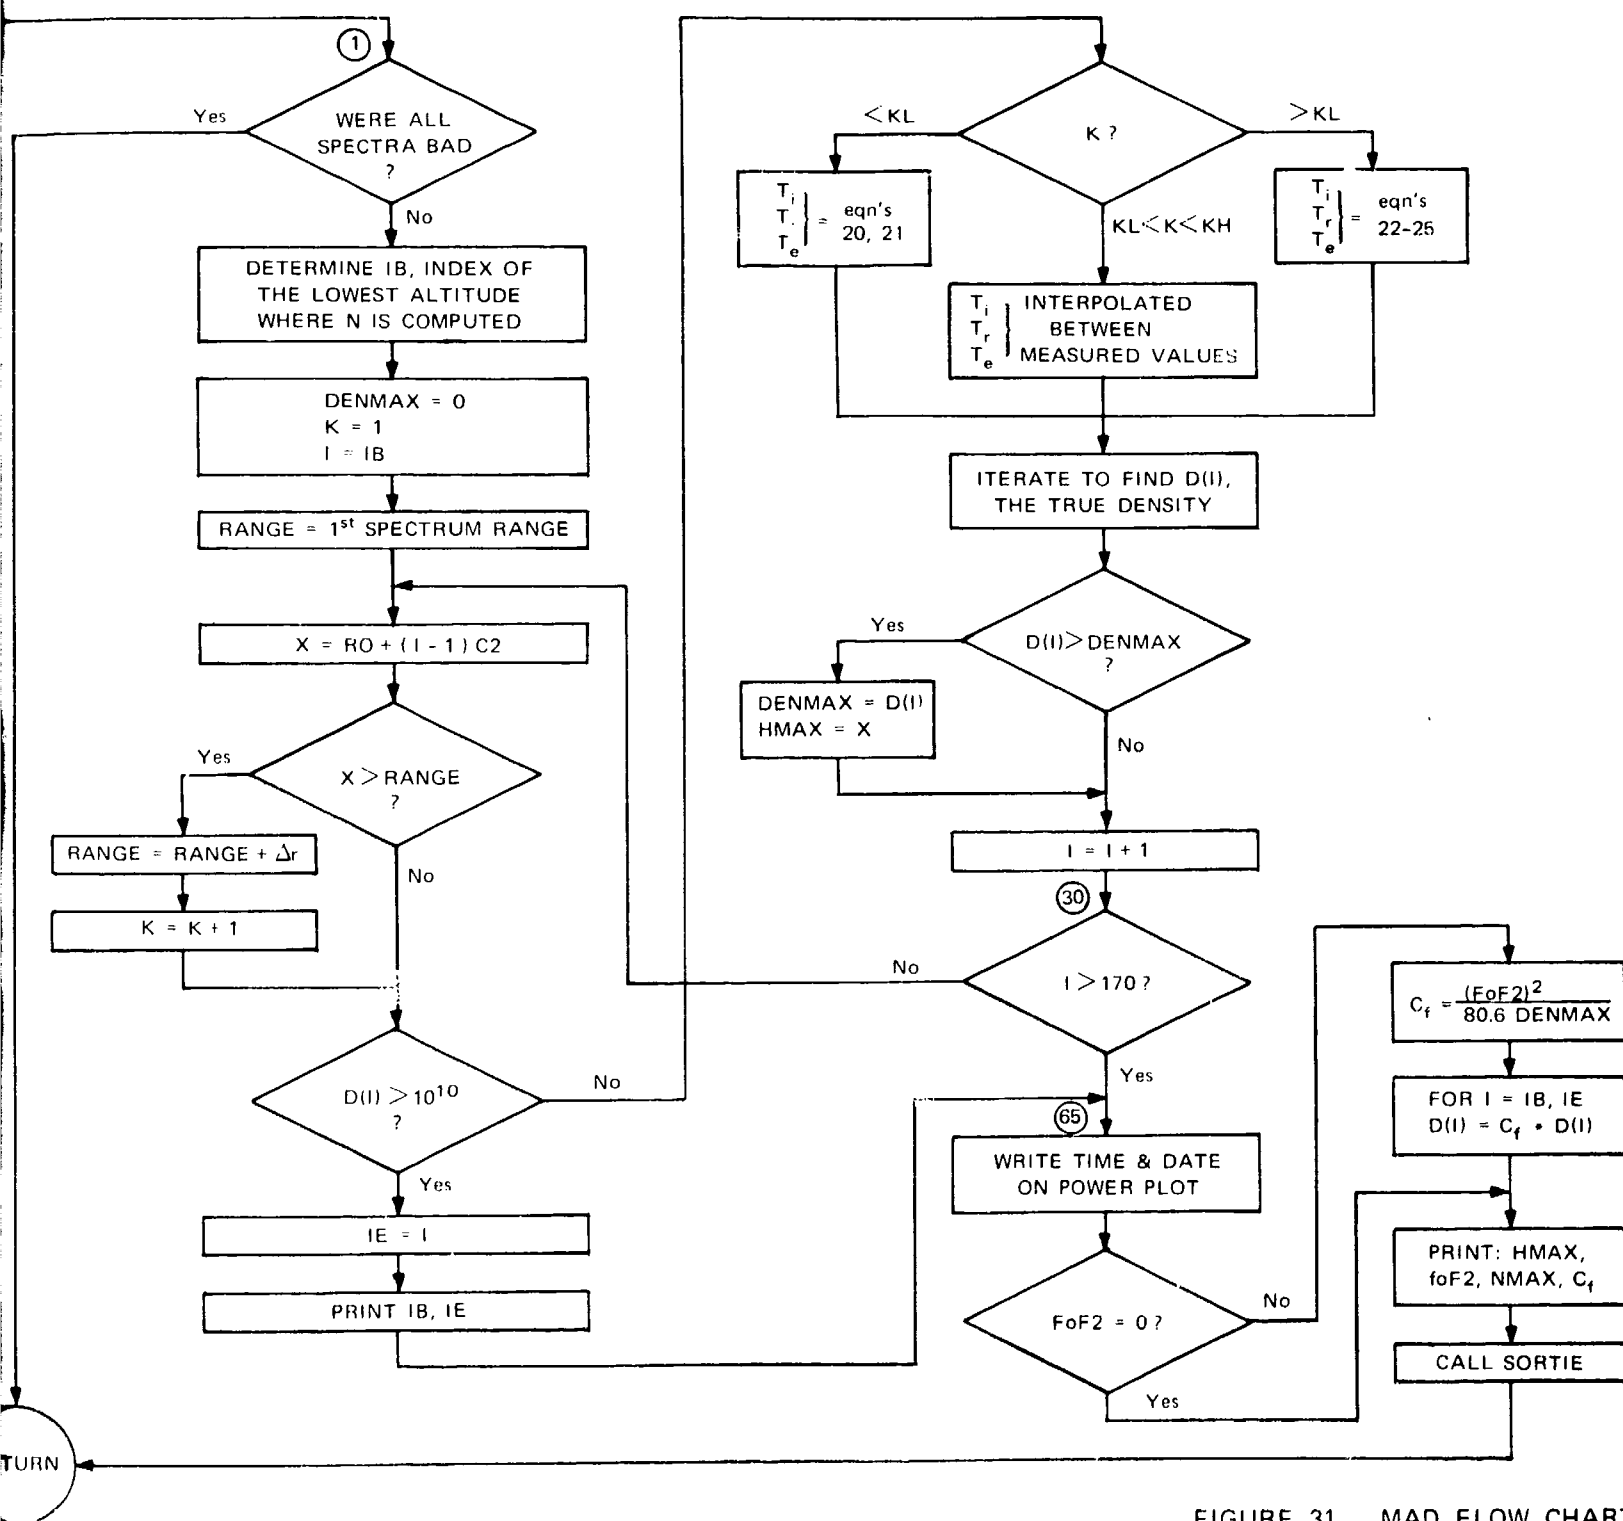 1
WERE ALL
SPECTRA BAD
?
Yes
No
DETERMINE IB, INDEX OF
THE LOWEST ALTITUDE
WHERE N IS COMPUTED
DENMAX = 0
K = 1
I = IB
RANGE = 1st SPECTRUM RANGE
X = RO + (I - 1) C2
X > RANGE
?
Yes
No
RANGE = RANGE + Δr
K = K + 1
D(I) > 10^10
?
No
Yes
IE = I
PRINT IB, IE
TURN
K ?
< KL
> KL
KL < K < KH
Ti
T.
Te
= eqn's
20, 21
Ti
Tr
Te
= eqn's
22-25
Ti
Tr
Te
INTERPOLATED
BETWEEN
MEASURED VALUES
ITERATE TO FIND D(I),
THE TRUE DENSITY
D(I) > DENMAX
?
Yes
No
DENMAX = D(I)
HMAX = X
I = I + 1
30
I > 170 ?
No
Yes
65
WRITE TIME & DATE
ON POWER PLOT
FoF2 = 0 ?
No
Yes
Cf = (FoF2)^2
80.6 DENMAX
FOR I = IB, IE
D(I) = Cf • D(I)
PRINT: HMAX,
foF2, NMAX, Cf
CALL SORTIE
FIGURE 31 MAD FLOW CHART